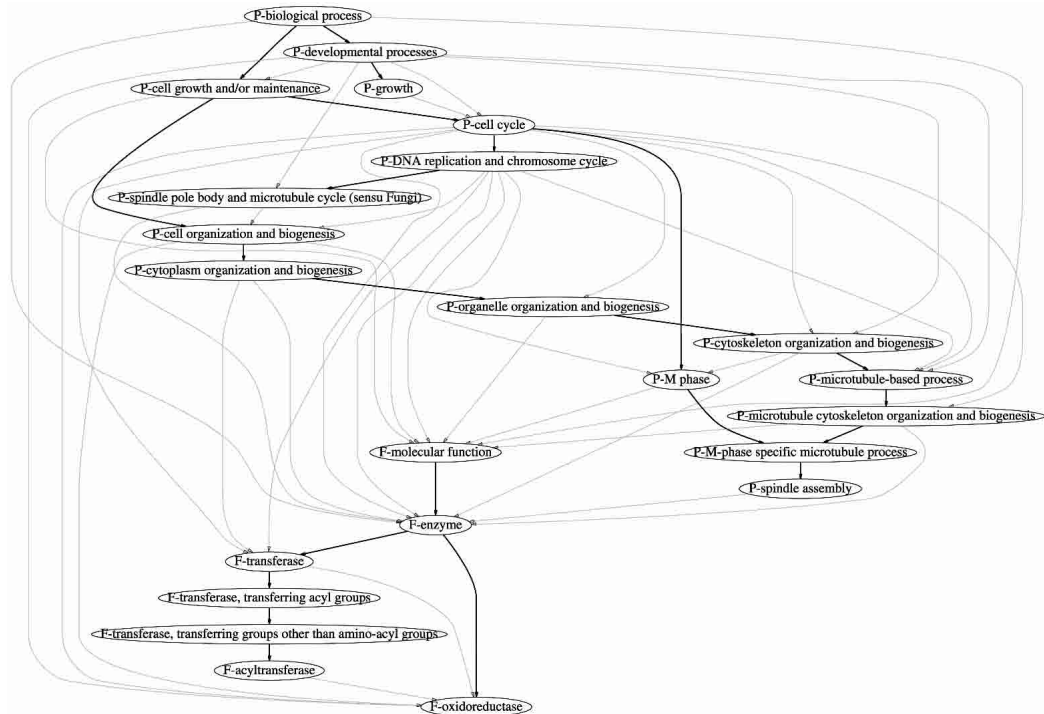 P-biological process
P-developmental processes
P-cell growth and/or maintenance
P-growth
P-cell cycle
P-DNA replication and chromosome cycle
P-spindle pole body and microtubule cycle (sensu Fungi)
P-cell organization and biogenesis
P-cytoplasm organization and biogenesis
P-organelle organization and biogenesis
P-cytoskeleton organization and biogenesis
P-M phase
P-microtubule-based process
P-microtubule cytoskeleton organization and biogenesis
F-molecular function
P-M-phase specific microtubule process
P-spindle assembly
F-enzyme
F-transferase
F-transferase, transferring acyl groups
F-transferase, transferring groups other than amino-acyl groups
F-acyltransferase
F-oxidoreductase